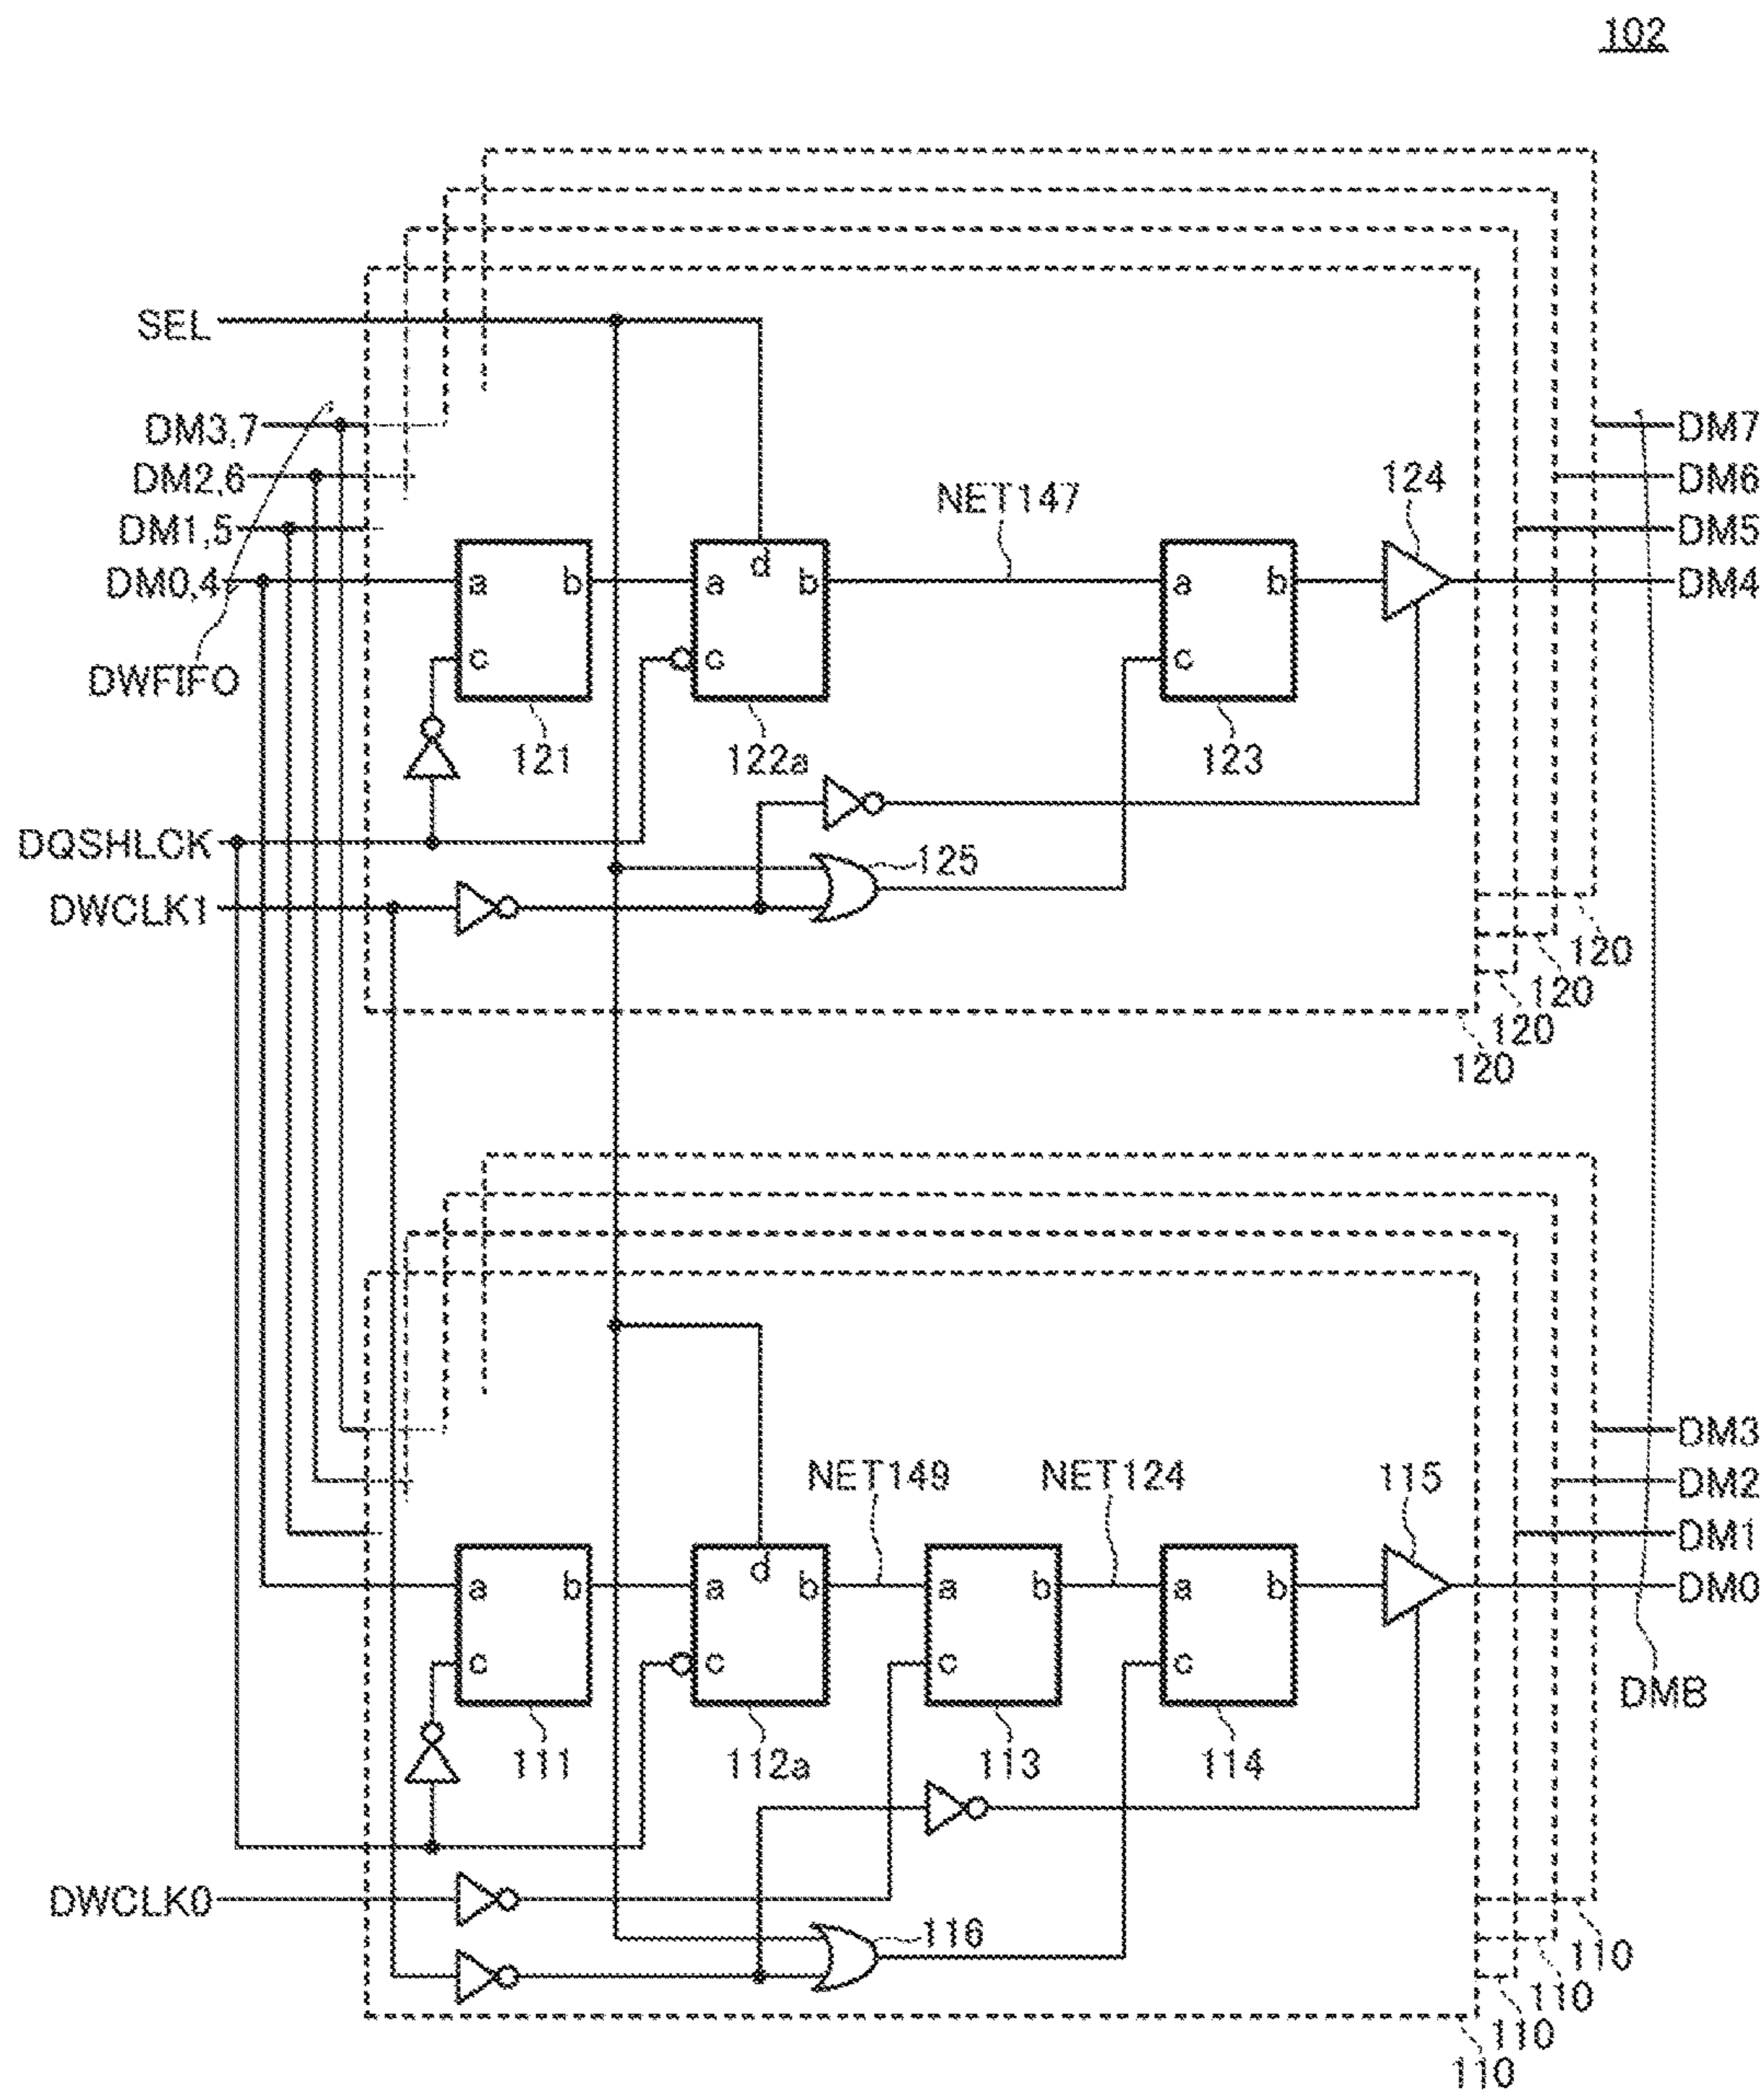 102
SEL
DM3,7
DM7
DM2,6
124
DM6
NET147
DM1,5
DM5
DM0,4
a
b
a
d
b
a
b
DM4
c
c
c
DWFIFO
121
122a
123
DQSHLCK
125
DWCLK1
120
120
120
120
DM3
NET149
NET124
115
DM2
DM1
a
b
a
d
b
a
b
a
b
DM0
c
c
c
c
DMB
111
112a
113
114
DWCLK0
116
110
110
110
110